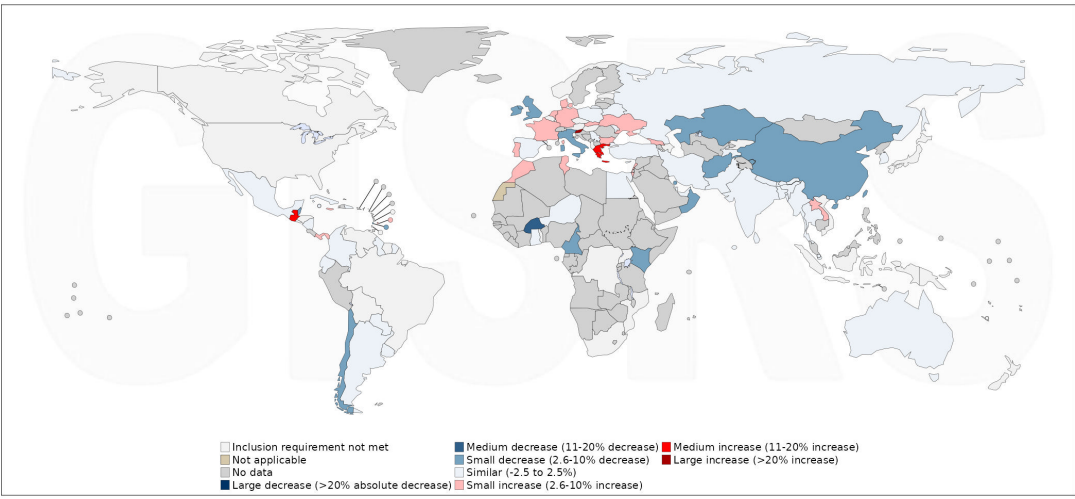 GISRS
Inclusion requirement not met
Not applicable
No data
Large decrease (>20% absolute decrease)
Medium decrease (11-20% decrease)
Small decrease (2.6-10% decrease)
Similar (-2.5 to 2.5%)
Small increase (2.6-10% increase)
Medium increase (11-20% increase)
Large increase (>20% increase)